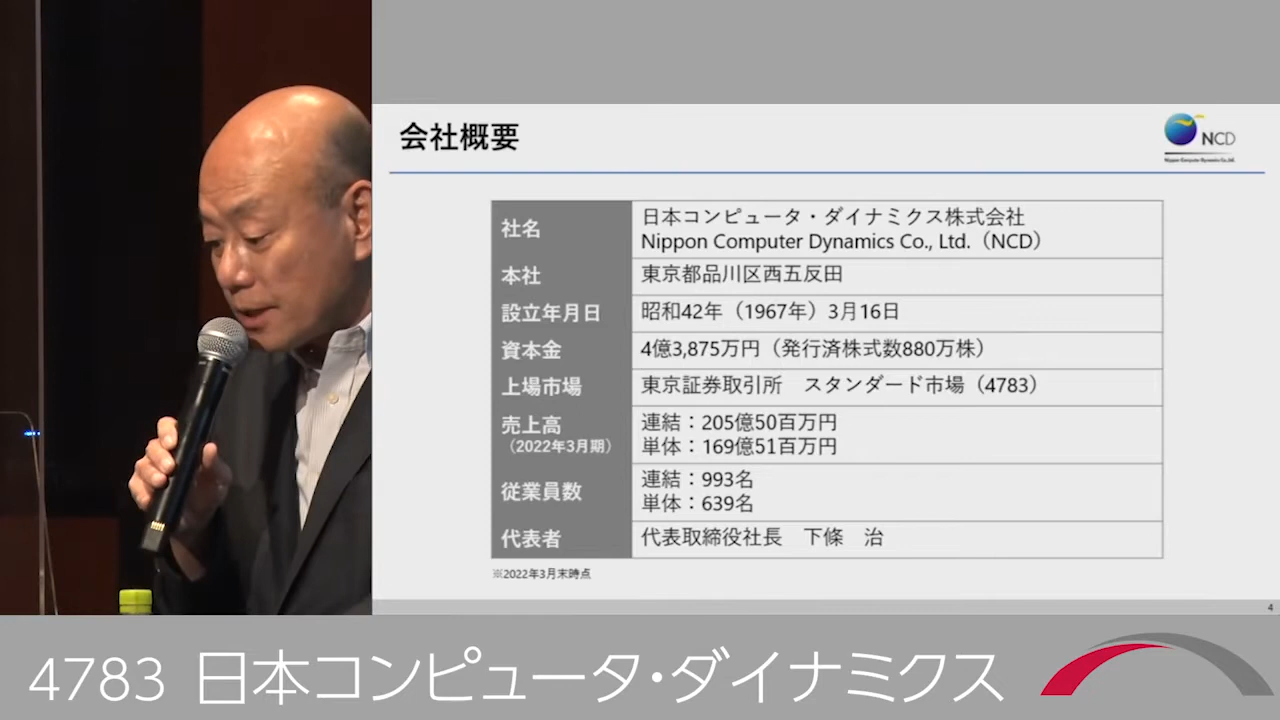 会社概要
NCD
Nippon Computer Dynamics Co.,Ltd.
社名
日本コンピュータ・ダイナミクス株式会社
Nippon Computer Dynamics Co., Ltd.（NCD）
本社
東京都品川区西五反田
設立年月日
昭和42年（1967年）3月16日
資本金
4億3,875万円（発行済株式数880万株）
上場市場
東京証券取引所　スタンダード市場（4783）
売上高
（2022年3月期）
連結：205億50百万円
単体：169億51百万円
従業員数
連結：993名
単体：639名
代表者
代表取締役社長　下條　治
※2022年3月末時点
4
4783 日本コンピュータ・ダイナミクス